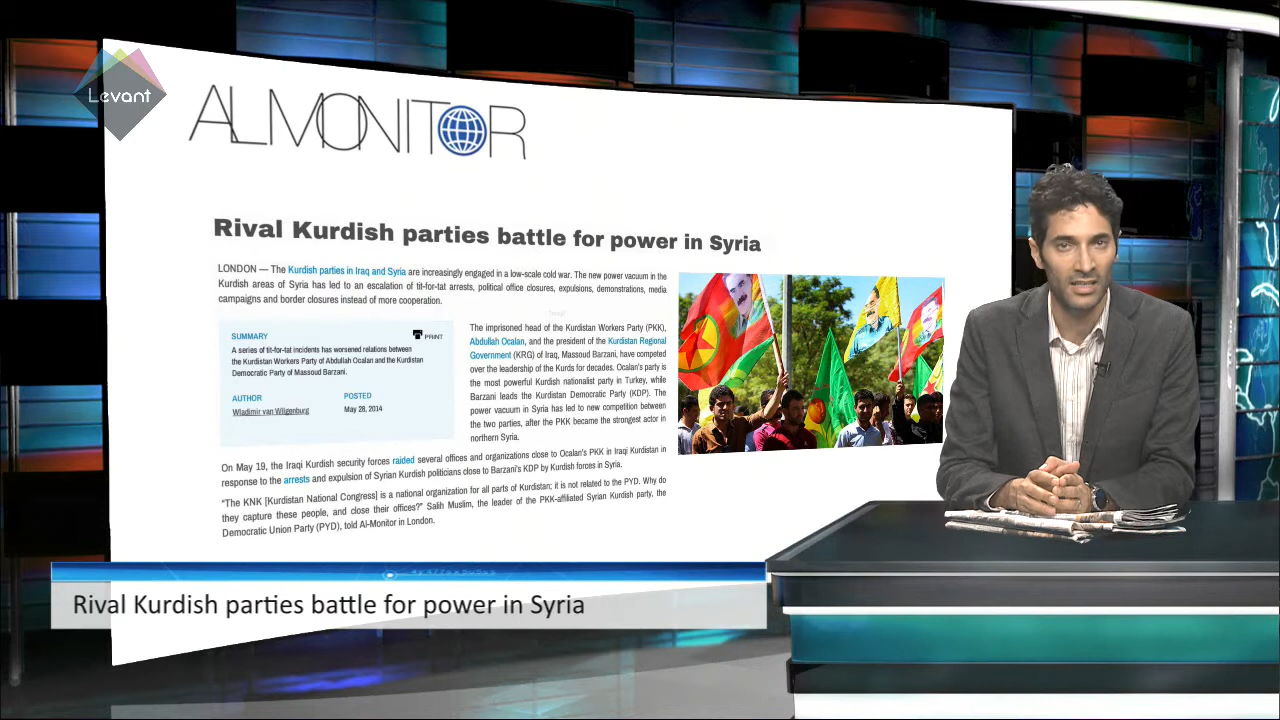 Levant
AL MONITOR
Rival Kurdish parties battle for power in Syria
LONDON — The Kurdish parties in Iraq and Syria are increasingly engaged in a low-scale cold war. The new power vacuum in the
Kurdish areas of Syria has led to an escalation of tit-for-tat arrests, political office closures, expulsions, demonstrations, media
campaigns and border closures instead of more cooperation.
SUMMARY
PRINT
A series of tit-for-tat incidents has worsened relations between
the Kurdistan Workers Party of Abdullah Ocalan and the Kurdistan
Democratic Party of Massoud Barzani.
AUTHOR
Wladimir van Wilgenburg
POSTED
May 28, 2014
The imprisoned head of the Kurdistan Workers Party (PKK),
Abdullah Ocalan, and the president of the Kurdistan Regional
Government (KRG) of Iraq, Massoud Barzani, have competed
over the leadership of the Kurds for decades. Ocalan's party is
the most powerful Kurdish nationalist party in Turkey, while
Barzani leads the Kurdistan Democratic Party (KDP). The
power vacuum in Syria has led to new competition between
the two parties, after the PKK became the strongest actor in
northern Syria.
On May 19, the Iraqi Kurdish security forces raided several offices and organizations close to Ocalan's PKK in Iraqi Kurdistan in
response to the arrests and expulsion of Syrian Kurdish politicians close to Barzani's KDP by Kurdish forces in Syria.
"The KNK [Kurdistan National Congress] is a national organization for all parts of Kurdistan; it is not related to the PYD. Why do
they capture these people, and close their offices?" Salih Muslim, the leader of the PKK-affiliated Syrian Kurdish party, the
Democratic Union Party (PYD), told Al-Monitor in London.
Rival Kurdish parties battle for power in Syria